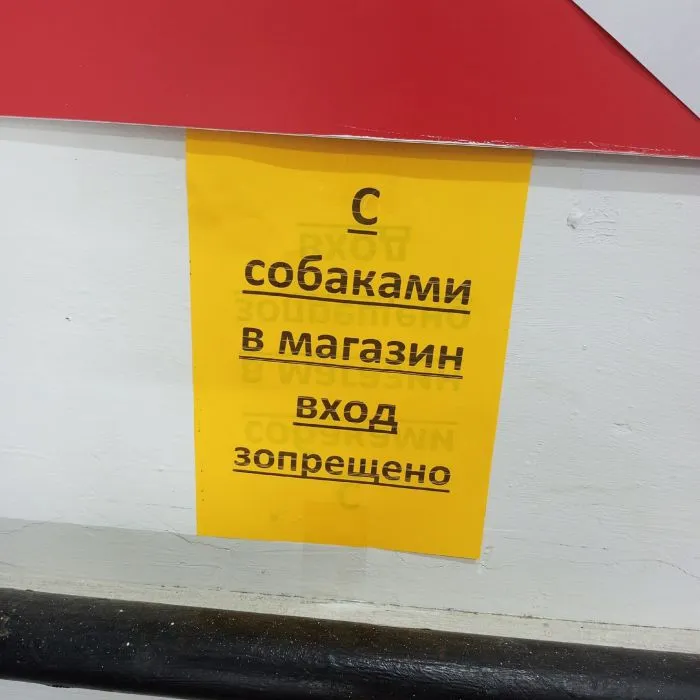 С
собаками
в магазин
вход
зопрещено